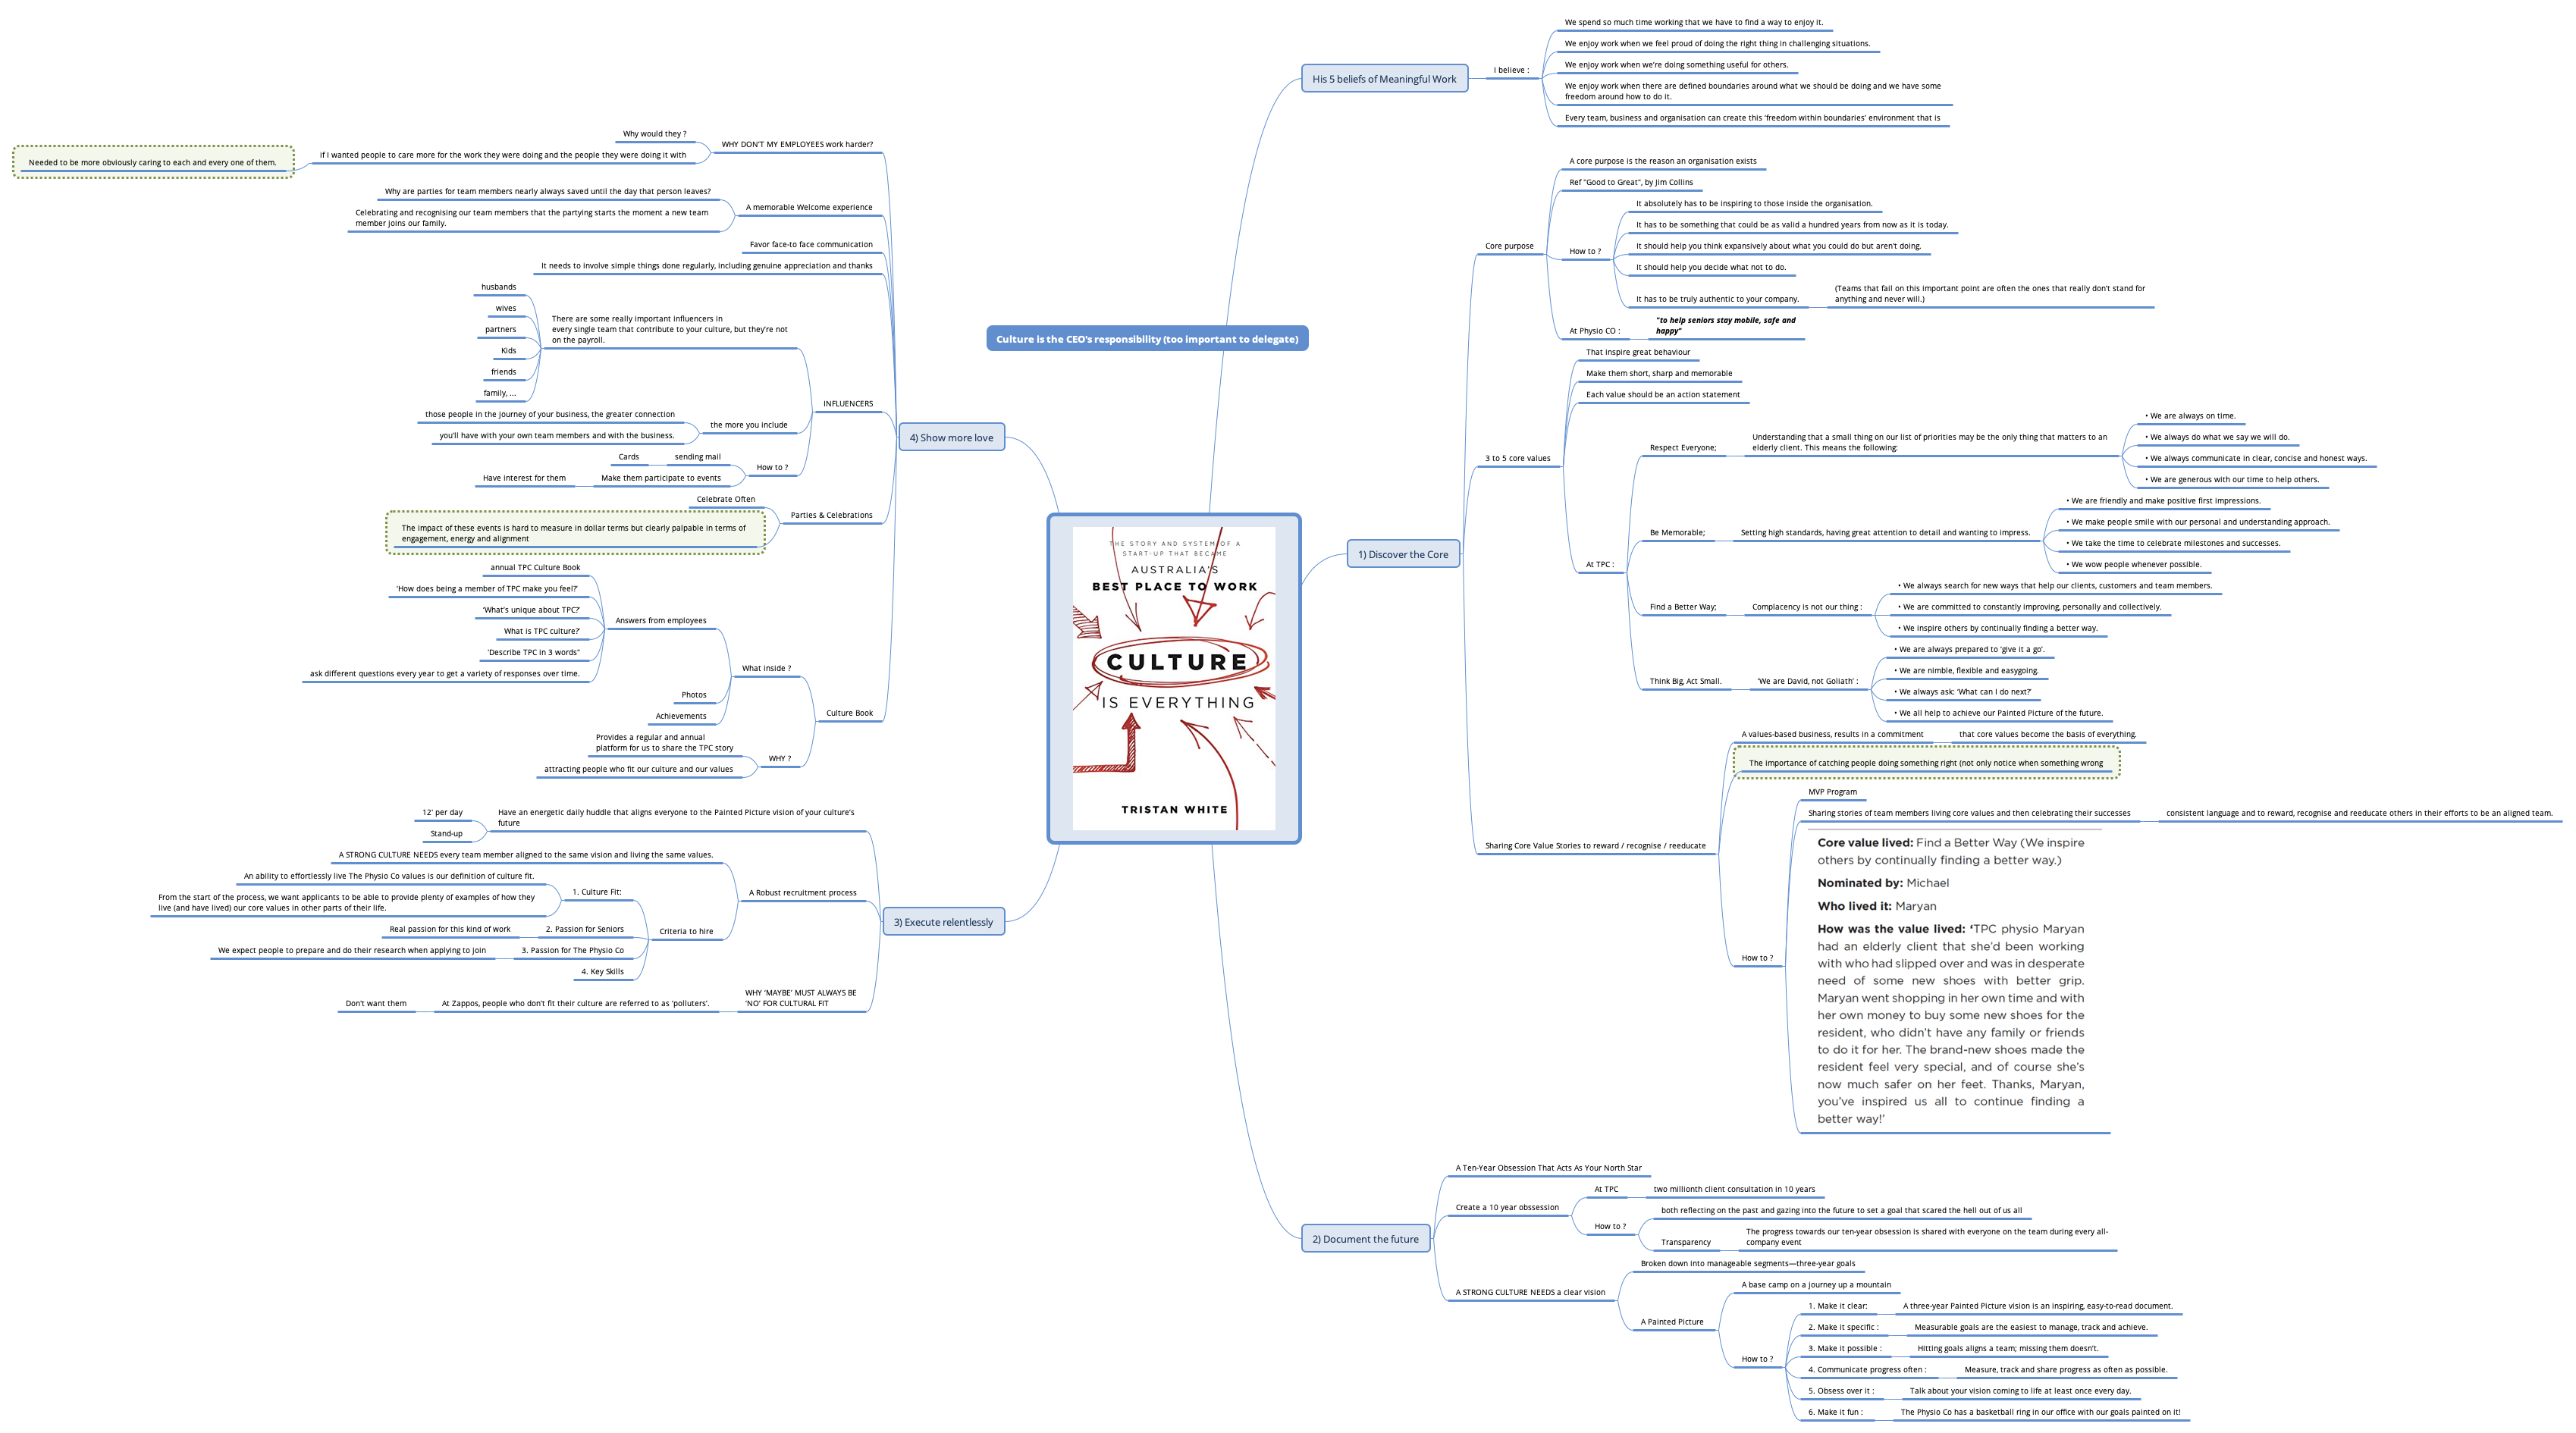 Culture is the CEO's responsibility (too important to delegate)
THE STORY AND SYSTEM OF A
START-UP THAT BECAME
AUSTRALIA'S
BEST PLACE TO WORK
CULTURE
IS EVERYTHING
TRISTAN WHITE
His 5 beliefs of Meaningful Work
I believe :
We spend so much time working that we have to find a way to enjoy it.
We enjoy work when we feel proud of doing the right thing in challenging situations.
We enjoy work when we're doing something useful for others.
We enjoy work when there are defined boundaries around what we should be doing and we have some
freedom around how to do it.
Every team, business and organisation can create this 'freedom within boundaries' environment that is
1) Discover the Core
Core purpose
A core purpose is the reason an organisation exists
Ref "Good to Great", by Jim Collins
How to ?
It absolutely has to be inspiring to those inside the organisation.
It has to be something that could be as valid a hundred years from now as it is today.
It should help you think expansively about what you could do but aren't doing.
It should help you decide what not to do.
It has to be truly authentic to your company.
(Teams that fail on this important point are often the ones that really don't stand for
anything and never will.)
At Physio CO :
"to help seniors stay mobile, safe and
happy"
3 to 5 core values
That inspire great behaviour
Make them short, sharp and memorable
Each value should be an action statement
At TPC :
Respect Everyone;
Understanding that a small thing on our list of priorities may be the only thing that matters to an
elderly client. This means the following:
• We are always on time.
• We always do what we say we will do.
• We always communicate in clear, concise and honest ways.
• We are generous with our time to help others.
Be Memorable;
Setting high standards, having great attention to detail and wanting to impress.
• We are friendly and make positive first impressions.
• We make people smile with our personal and understanding approach.
• We take the time to celebrate milestones and successes.
• We wow people whenever possible.
Find a Better Way;
Complacency is not our thing :
• We always search for new ways that help our clients, customers and team members.
• We are committed to constantly improving, personally and collectively.
• We inspire others by continually finding a better way.
Think Big, Act Small.
'We are David, not Goliath' :
• We are always prepared to 'give it a go'.
• We are nimble, flexible and easygoing.
• We always ask: 'What can I do next?'
• We all help to achieve our Painted Picture of the future.
Sharing Core Value Stories to reward / recognise / reeducate
A values-based business, results in a commitment
that core values become the basis of everything.
The importance of catching people doing something right (not only notice when something wrong
How to ?
MVP Program
Sharing stories of team members living core values and then celebrating their successes
consistent language and to reward, recognise and reeducate others in their efforts to be an aligned team.
Core value lived: Find a Better Way (We inspire
others by continually finding a better way.)
Nominated by: Michael
Who lived it: Maryan
How was the value lived: 'TPC physio Maryan
had an elderly client that she'd been working
with who had slipped over and was in desperate
need of some new shoes with better grip.
Maryan went shopping in her own time and with
her own money to buy some new shoes for the
resident, who didn't have any family or friends
to do it for her. The brand-new shoes made the
resident feel very special, and of course she's
now much safer on her feet. Thanks, Maryan,
you've inspired us all to continue finding a
better way!'
2) Document the future
A Ten-Year Obsession That Acts As Your North Star
Create a 10 year obssession
At TPC
two millionth client consultation in 10 years
How to ?
both reflecting on the past and gazing into the future to set a goal that scared the hell out of us all
Transparency
The progress towards our ten-year obsession is shared with everyone on the team during every all-
company event
A STRONG CULTURE NEEDS a clear vision
Broken down into manageable segments—three-year goals
A Painted Picture
A base camp on a journey up a mountain
How to ?
1. Make it clear:
A three-year Painted Picture vision is an inspiring, easy-to-read document.
2. Make it specific :
Measurable goals are the easiest to manage, track and achieve.
3. Make it possible :
Hitting goals aligns a team; missing them doesn't.
4. Communicate progress often :
Measure, track and share progress as often as possible.
5. Obsess over it :
Talk about your vision coming to life at least once every day.
6. Make it fun :
The Physio Co has a basketball ring in our office with our goals painted on it!
3) Execute relentlessly
Have an energetic daily huddle that aligns everyone to the Painted Picture vision of your culture's
future
12' per day
Stand-up
A Robust recruitment process
A STRONG CULTURE NEEDS every team member aligned to the same vision and living the same values.
Criteria to hire
1. Culture Fit:
An ability to effortlessly live The Physio Co values is our definition of culture fit.
From the start of the process, we want applicants to be able to provide plenty of examples of how they
live (and have lived) our core values in other parts of their life.
2. Passion for Seniors
Real passion for this kind of work
3. Passion for The Physio Co
We expect people to prepare and do their research when applying to join
4. Key Skills
WHY 'MAYBE' MUST ALWAYS BE
'NO' FOR CULTURAL FIT
At Zappos, people who don't fit their culture are referred to as 'polluters'.
Don't want them
4) Show more love
WHY DON'T MY EMPLOYEES work harder?
Why would they ?
if I wanted people to care more for the work they were doing and the people they were doing it with
Needed to be more obviously caring to each and every one of them.
A memorable Welcome experience
Why are parties for team members nearly always saved until the day that person leaves?
Celebrating and recognising our team members that the partying starts the moment a new team
member joins our family.
Favor face-to face communication
It needs to involve simple things done regularly, including genuine appreciation and thanks
INFLUENCERS
There are some really important influencers in
every single team that contribute to your culture, but they're not
on the payroll.
husbands
wives
partners
Kids
friends
family, ...
the more you include
those people in the journey of your business, the greater connection
you'll have with your own team members and with the business.
How to ?
sending mail
Cards
Make them participate to events
Have interest for them
Parties & Celebrations
Celebrate Often
The impact of these events is hard to measure in dollar terms but clearly palpable in terms of
engagement, energy and alignment
Culture Book
What inside ?
Answers from employees
annual TPC Culture Book
'How does being a member of TPC make you feel?'
'What's unique about TPC?'
What is TPC culture?'
'Describe TPC in 3 words"
ask different questions every year to get a variety of responses over time.
Photos
Achievements
WHY ?
Provides a regular and annual
platform for us to share the TPC story
attracting people who fit our culture and our values